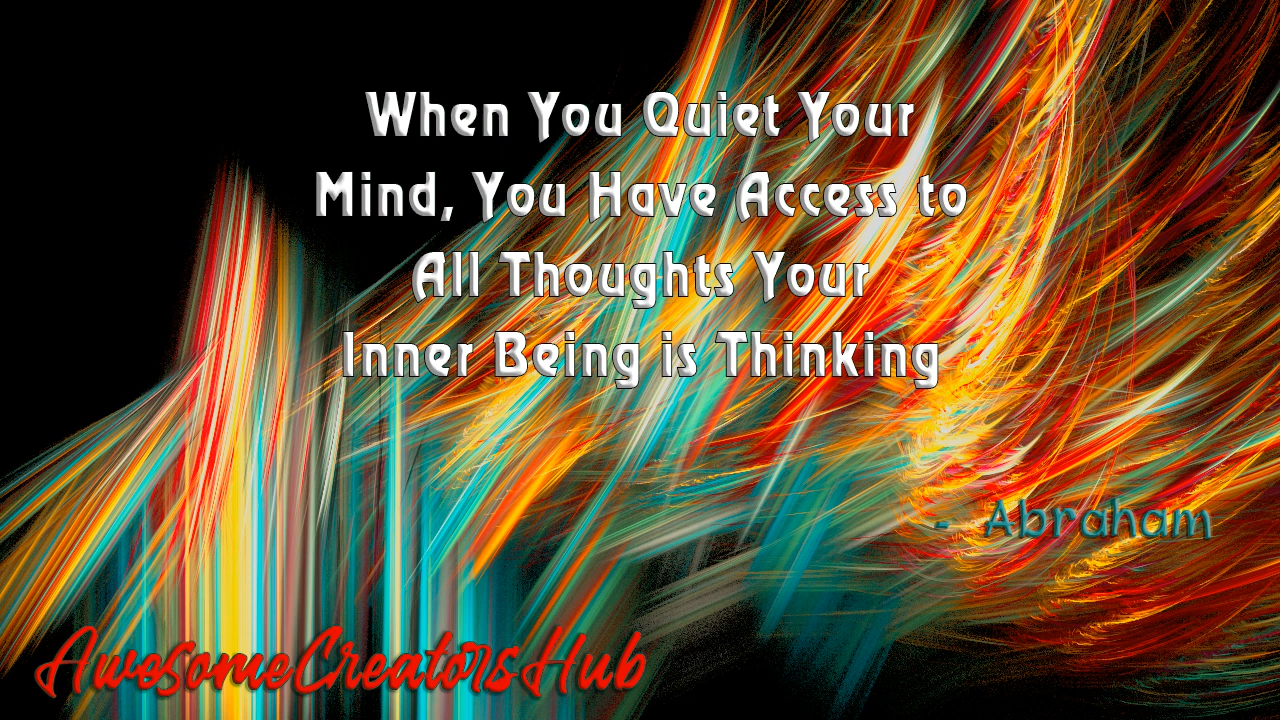 When You Quiet Your
Mind, You Have Access to
All Thoughts Your
Inner Being is Thinking
- Abraham
AwesomeCreatorsHub